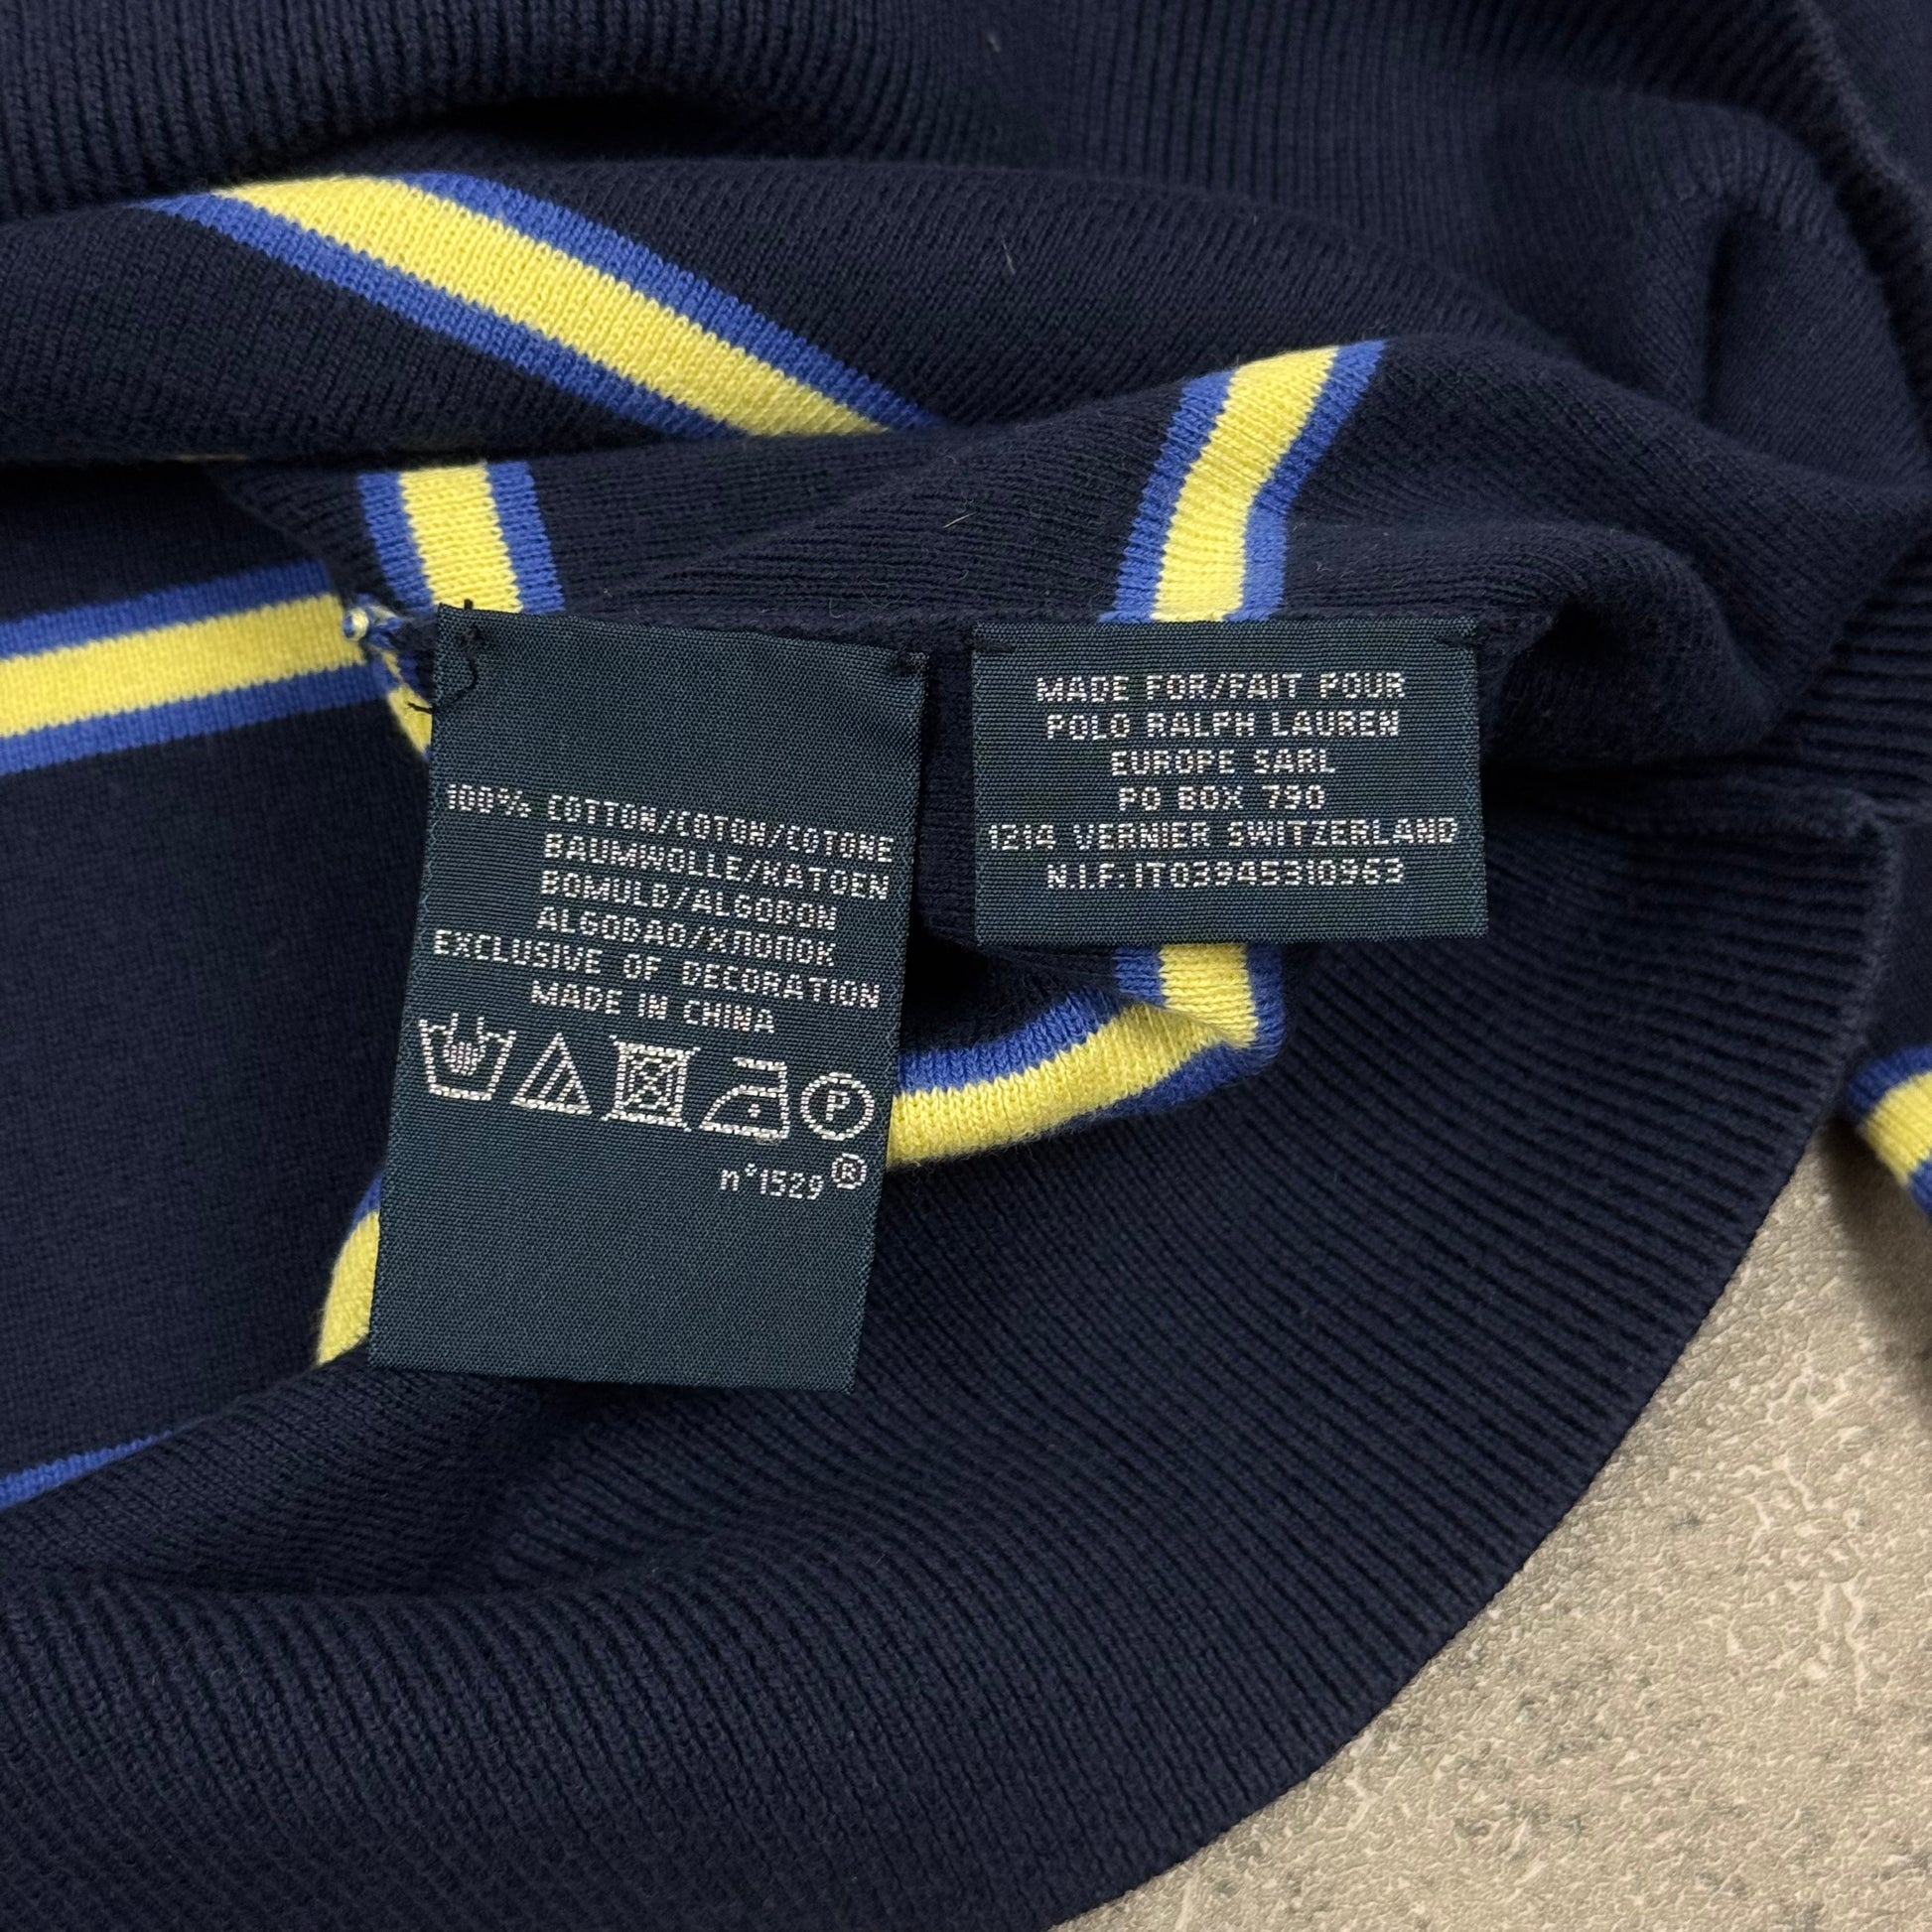 100% COTTON/COTON/COTONE
BAUMWOLLE/KATOEN
BOMULD/ALGODON
ALGODAO/ХЛОПОК
EXCLUSIVE OF DECORATION
MADE IN CHINA
P
n°1529®
MADE FOR/FAIT POUR
POLO RALPH LAUREN
EUROPE SARL
PO BOX 790
1214 VERNIER SWITZERLAND
N.I.F: IT03945310963